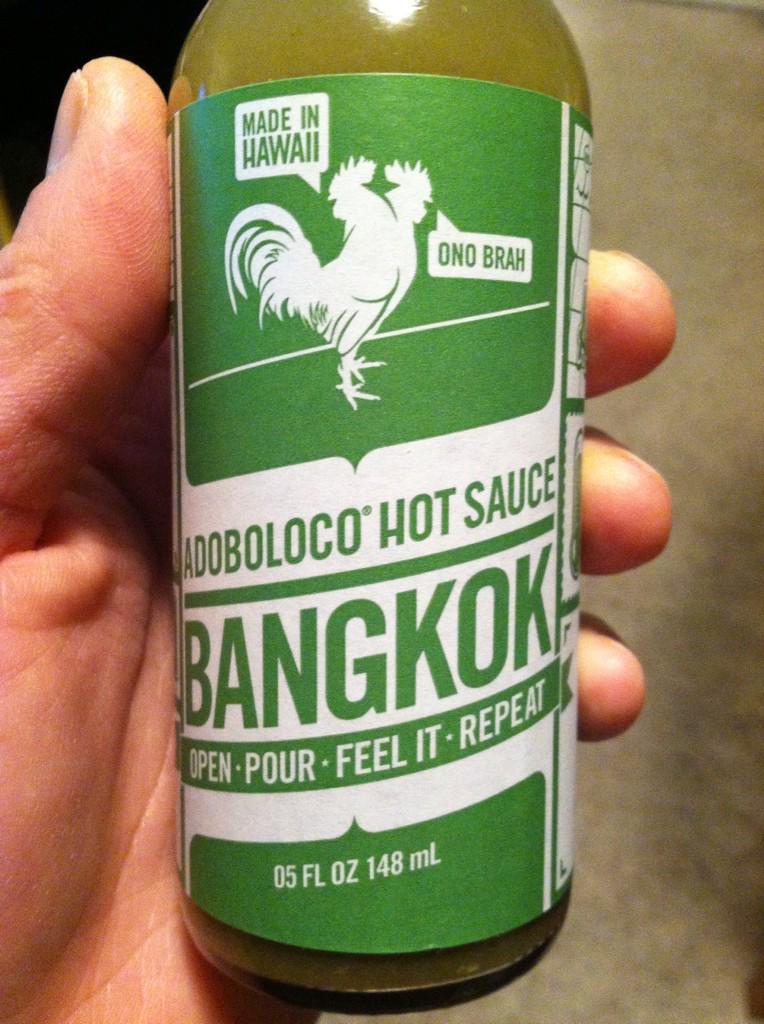 MADE IN
HAWAII
ONO BRAH
ADOBOLOCO® HOT SAUCE
BANGKOK
OPEN · POUR ★ FEEL IT ★ REPEAT
05 FL OZ 148 mL